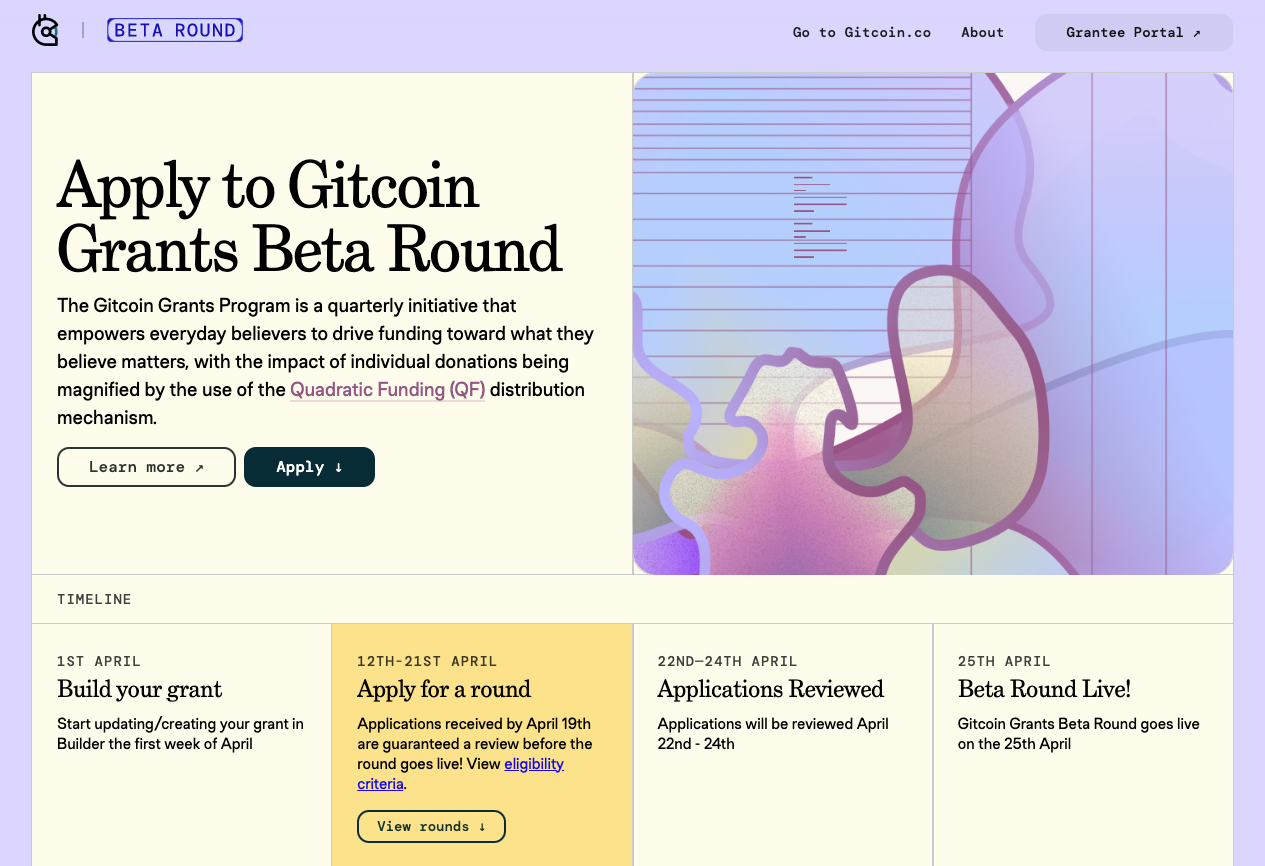 BETA ROUND
Go to Gitcoin.co
About
Grantee Portal ↗
Apply to Gitcoin
Grants Beta Round
The Gitcoin Grants Program is a quarterly initiative that
empowers everyday believers to drive funding toward what they
believe matters, with the impact of individual donations being
magnified by the use of the Quadratic Funding (QF) distribution
mechanism.
Learn more ↗
Apply ↓
TIMELINE
1ST APRIL
Build your grant
Start updating/creating your grant in
Builder the first week of April
12TH-21ST APRIL
Apply for a round
Applications received by April 19th
are guaranteed a review before the
round goes live! View eligibility
criteria.
View rounds ↓
22ND—24TH APRIL
Applications Reviewed
Applications will be reviewed April
22nd - 24th
25TH APRIL
Beta Round Live!
Gitcoin Grants Beta Round goes live
on the 25th April